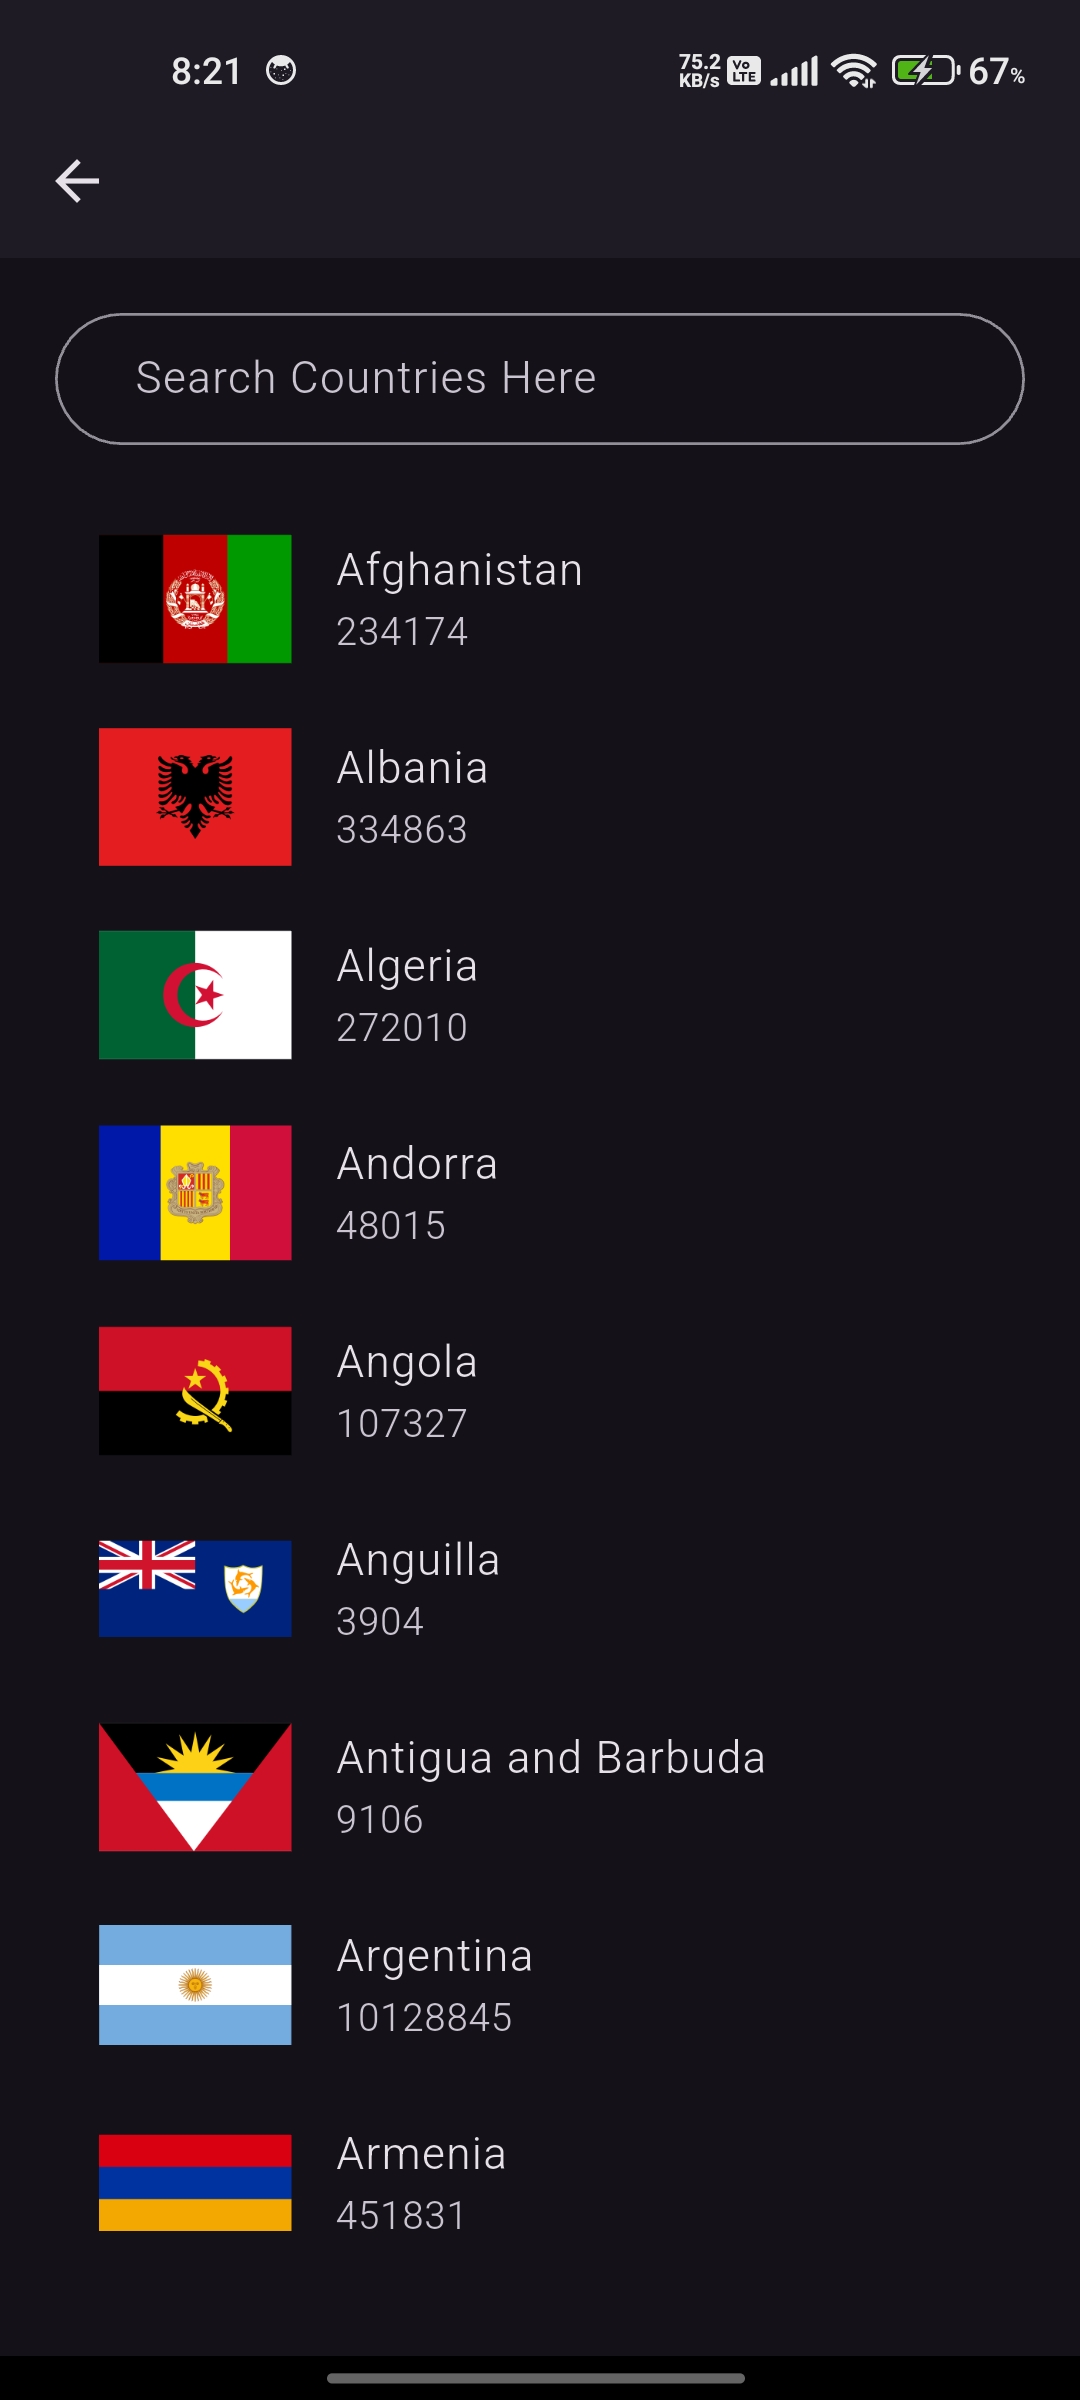 8:21
75.2
KB/s
Vo
LTE
67%
Search Countries Here
Afghanistan
234174
Albania
334863
Algeria
272010
Andorra
48015
Angola
107327
Anguilla
3904
Antigua and Barbuda
9106
Argentina
10128845
Armenia
451831